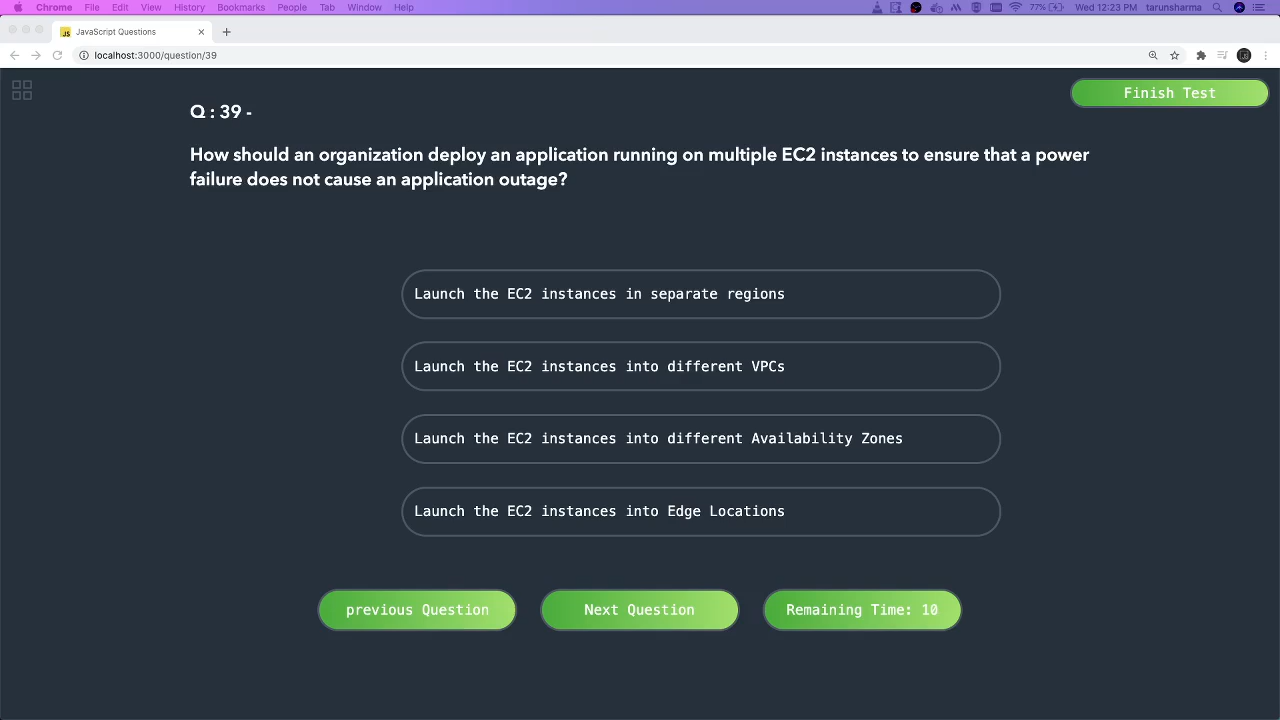 Chrome File Edit View History Bookmarks People Tab Window Help 77% Wed 12:23 PM tarunsharma
JavaScript Questions
localhost:3000/question/39
Finish Test
Q : 39 -
How should an organization deploy an application running on multiple EC2 instances to ensure that a power
failure does not cause an application outage?
Launch the EC2 instances in separate regions
Launch the EC2 instances into different VPCs
Launch the EC2 instances into different Availability Zones
Launch the EC2 instances into Edge Locations
previous Question Next Question Remaining Time: 10